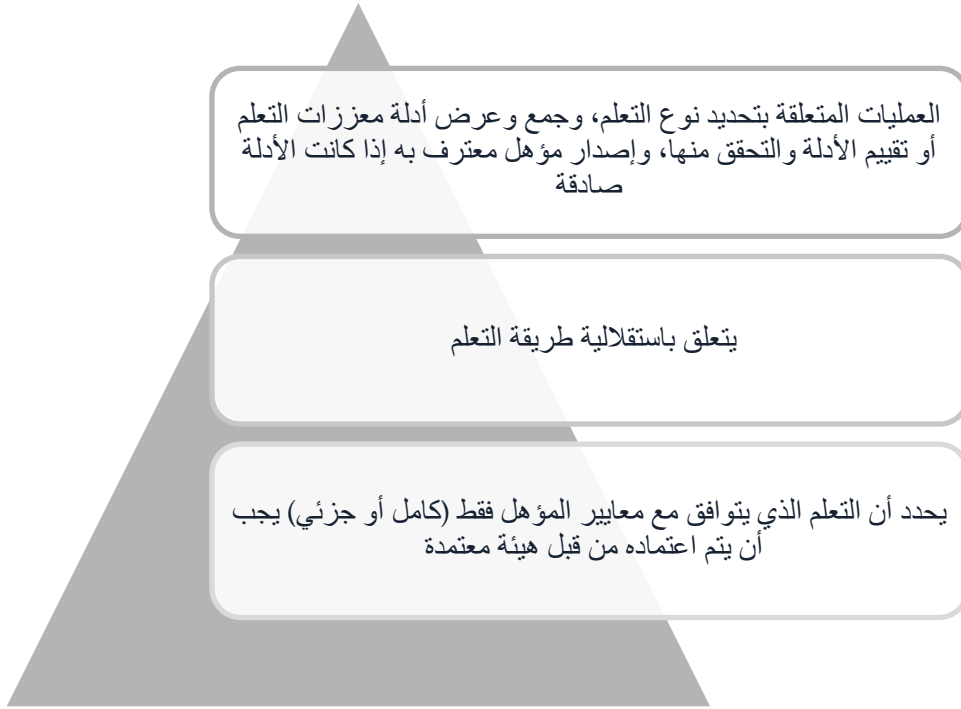 العمليات المتعلقة بتحديد نوع التعلم، وجمع وعرض أدلة معززات التعلم
أو تقييم الأدلة والتحقق منها، وإصدار مؤهل معترف به إذا كانت الأدلة
صادقة
يتعلق باستقلالية طريقة التعلم
يحدد أن التعلم الذي يتوافق مع معايير المؤهل فقط (كامل أو جزئي) يجب
أن يتم اعتماده من قبل هيئة معتمدة